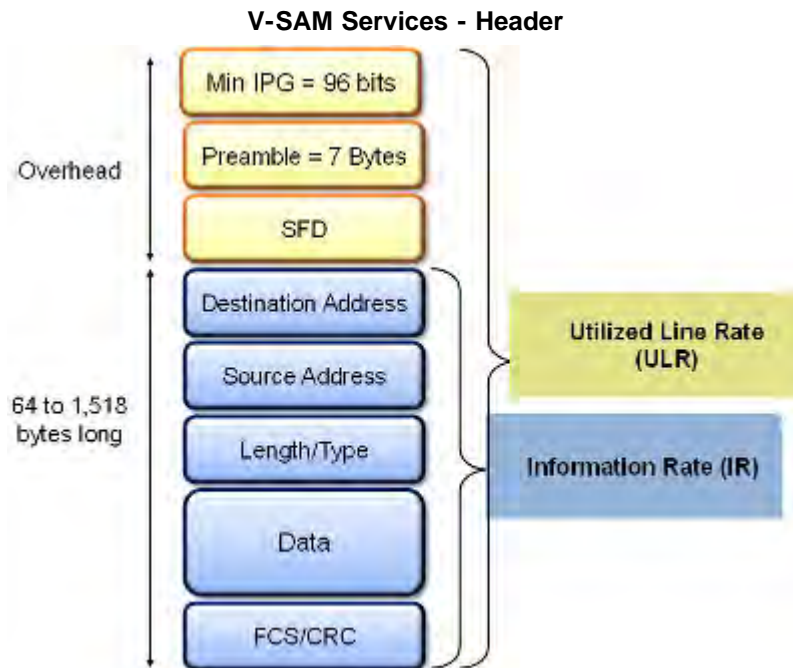 V-SAM Services - Header
Min IPG = 96 bits
Preamble = 7 Bytes
Overhead
SFD
Destination Address
Source Address
64 to 1,518
bytes long
Length/Type
Data
FCS/CRC
Utilized Line Rate
(ULR)
Information Rate (IR)